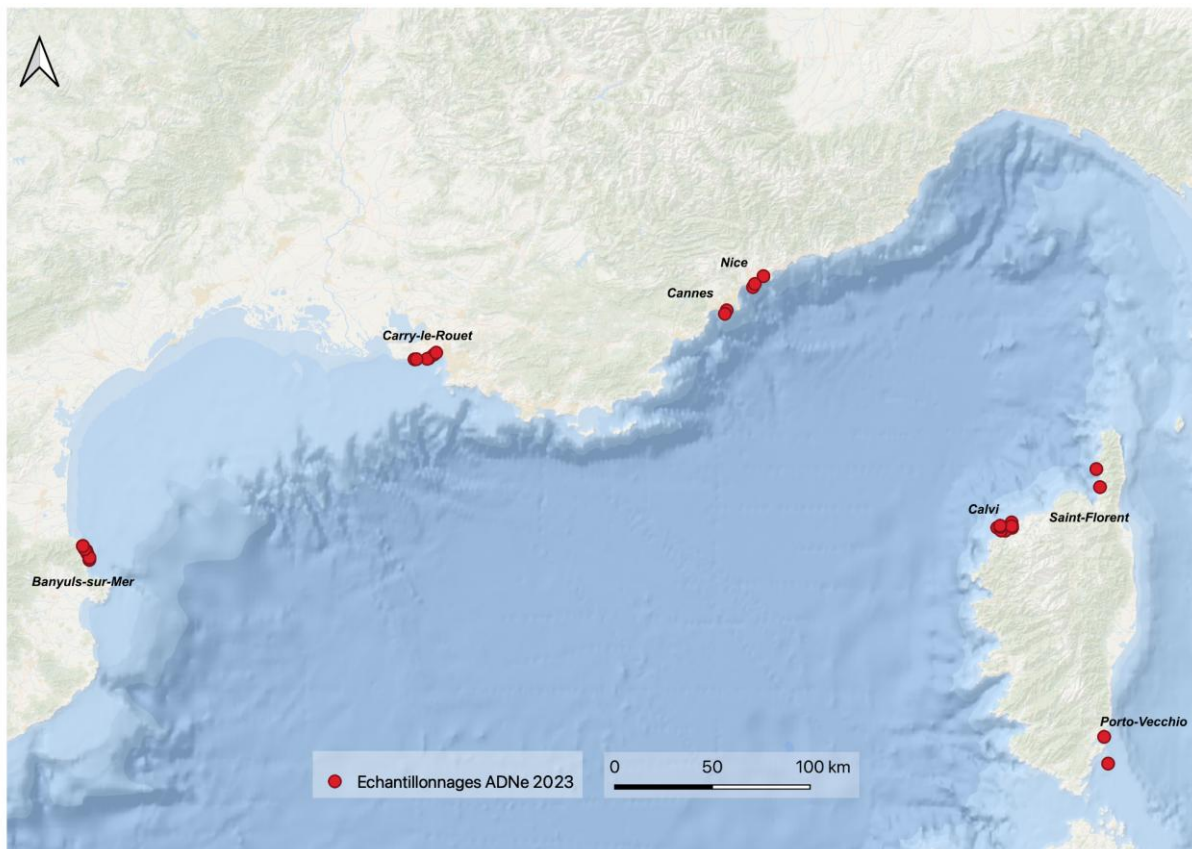 Nice
Cannes
Carry-le-Rouet
Calvi
Saint-Florent
Banyuls-sur-Mer
Porto-Vecchio
Echantillonnages ADNe 2023
0 50 100 km